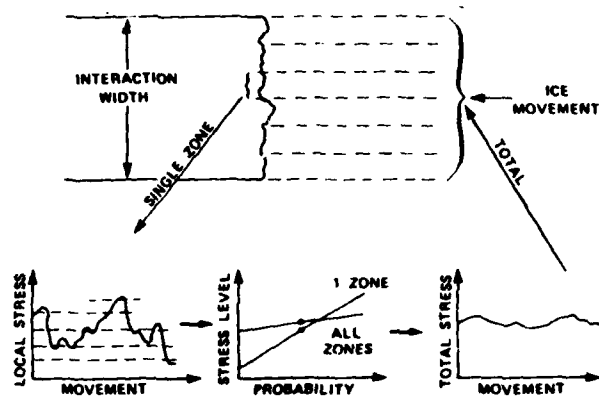 INTERACTION
WIDTH
ICE
MOVEMENT
SINGLE ZONE
TOTAL
LOCAL STRESS
MOVEMENT
STRESS LEVEL
1 ZONE
ALL
ZONES
PROBABILITY
TOTAL STRESS
MOVEMENT